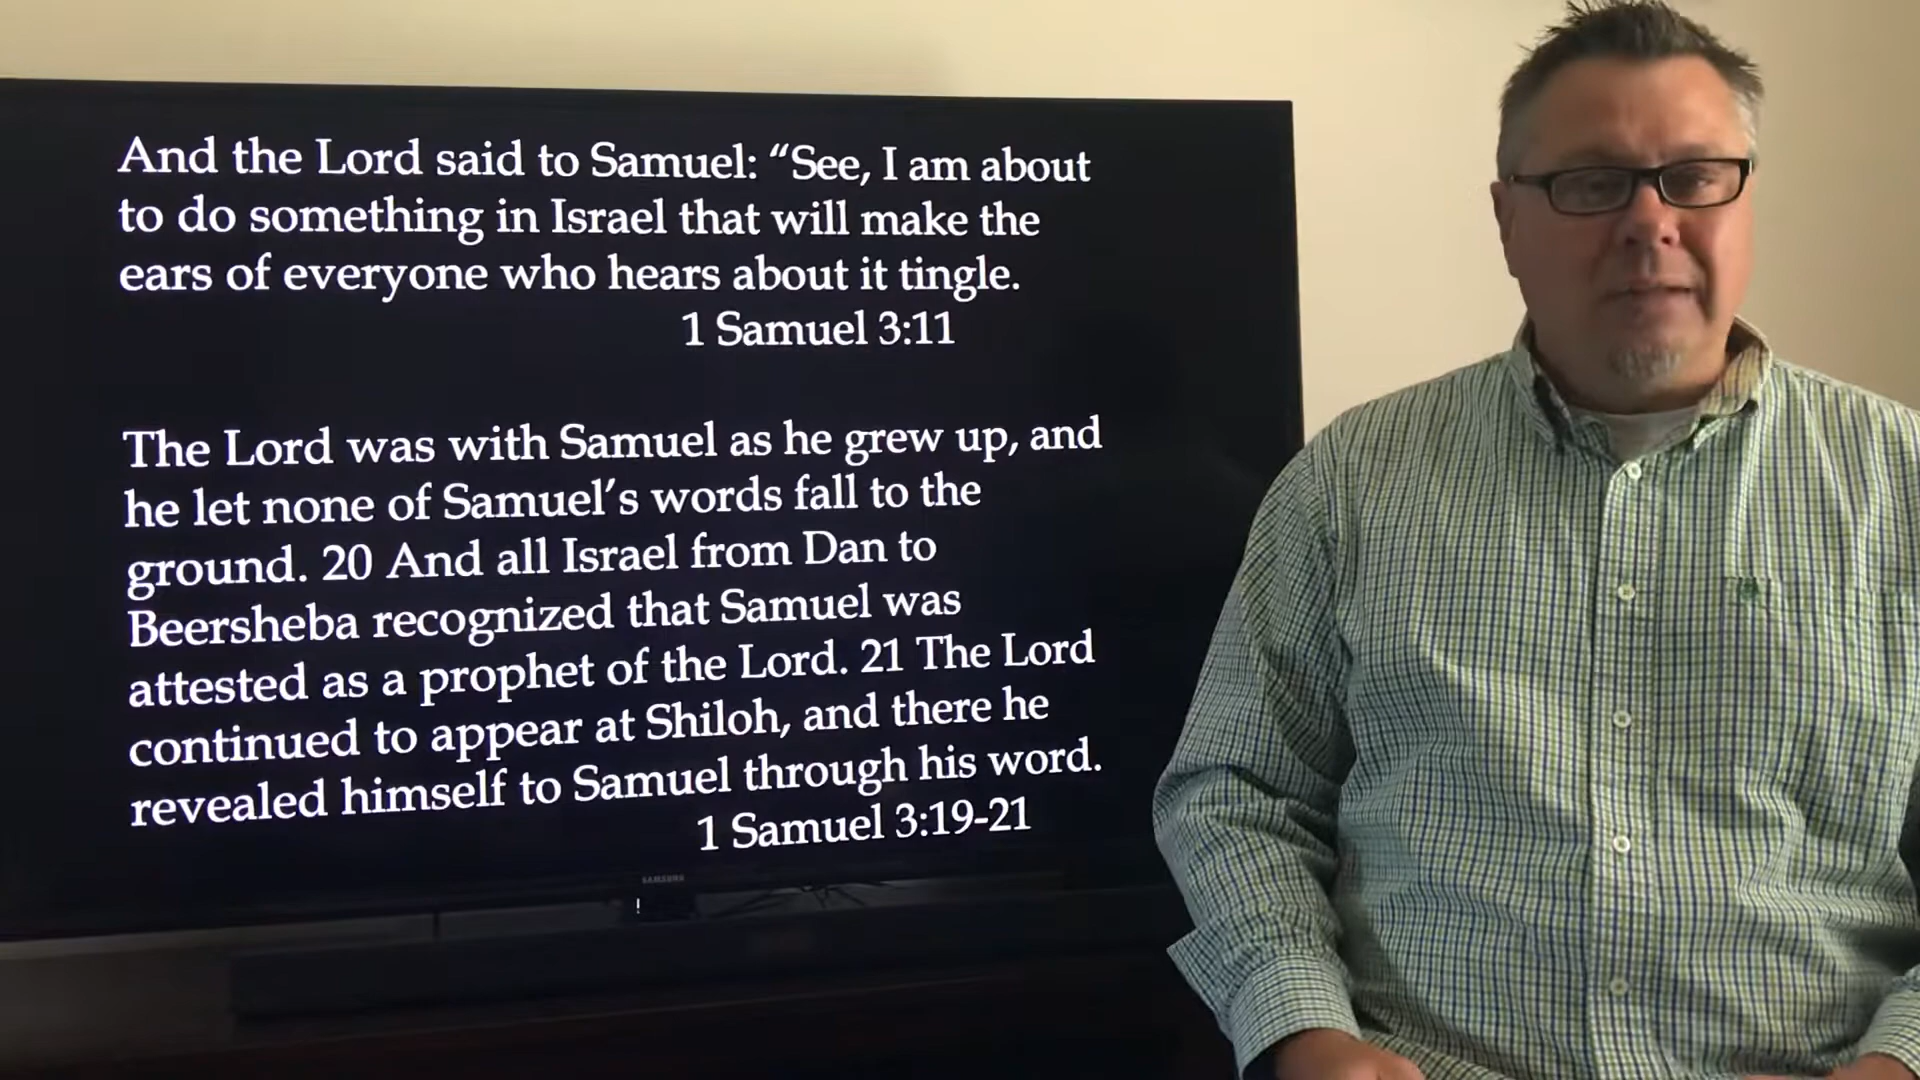 And the Lord said to Samuel: “See, I am about
to do something in Israel that will make the
ears of everyone who hears about it tingle.
1 Samuel 3:11
The Lord was with Samuel as he grew up, and
he let none of Samuel’s words fall to the
ground. 20 And all Israel from Dan to
Beersheba recognized that Samuel was
attested as a prophet of the Lord. 21 The Lord
continued to appear at Shiloh, and there he
revealed himself to Samuel through his word.
1 Samuel 3:19-21
SAMSUNG